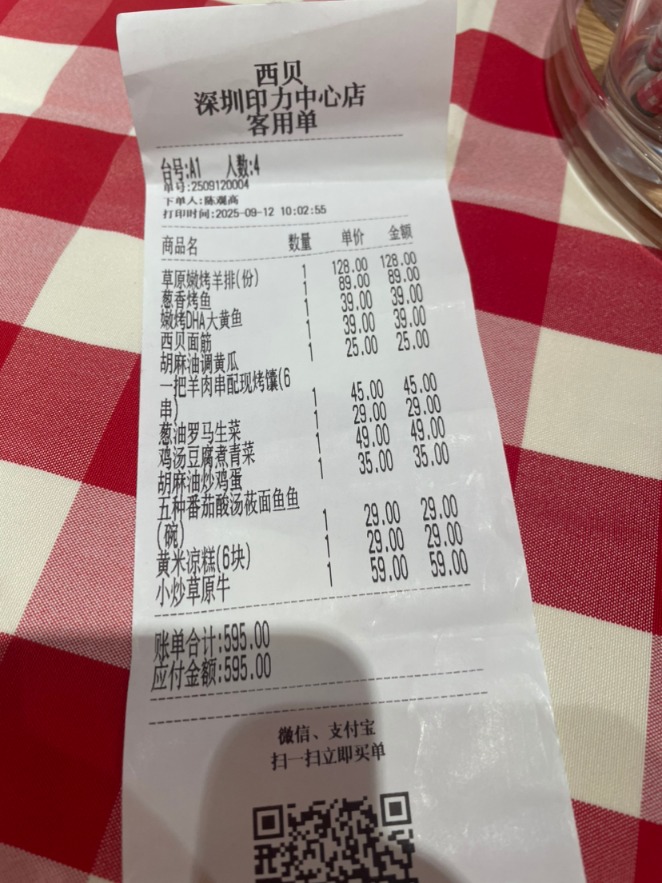 西贝
深圳印力中心店
客用单
台号:A1 人数:4
单号:2509120004
下单人:陈观高
打印时间:2025-09-12 10:02:55
商品名 数量 单价 金额
草原嫩烤羊排(份) 1 128.00 128.00
葱香烤鱼 1 89.00 89.00
嫩烤DHA大黄鱼 1 39.00 39.00
西贝面筋 1 39.00 39.00
胡麻油调黄瓜 1 25.00 25.00
一把羊肉串配现烤馕(6
串) 1 45.00 45.00
葱油罗马生菜 1 29.00 29.00
鸡汤豆腐煮青菜 1 49.00 49.00
胡麻油炒鸡蛋 1 35.00 35.00
五种番茄酸汤莜面鱼鱼
(碗) 1 29.00 29.00
黄米凉糕(6块) 1 29.00 29.00
小炒草原牛 1 59.00 59.00
账单合计:595.00
应付金额:595.00
微信、支付宝
扫一扫立即买单